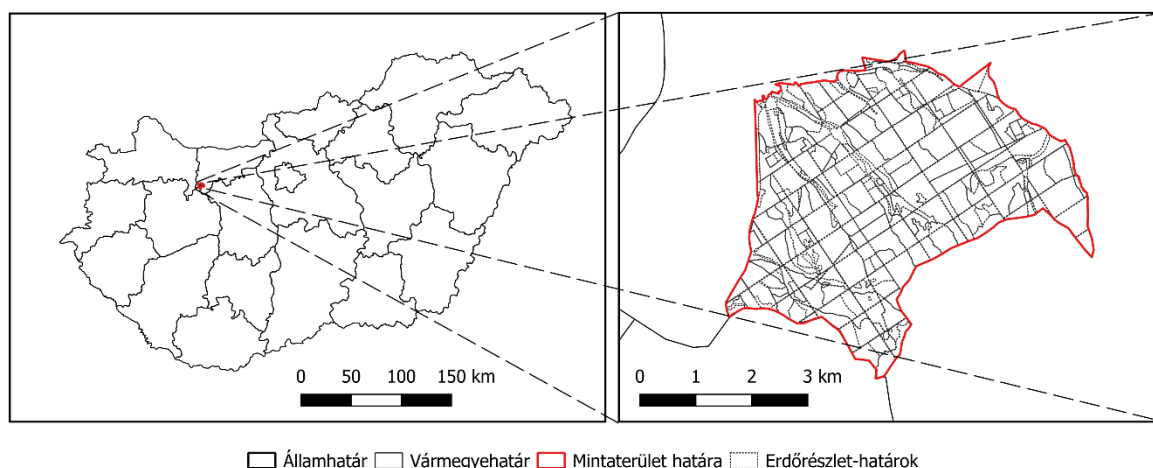 0 50 100 150 km
0 1 2 3 km
Államhatár Vármegyehatár Mintaterület határa Erdőrészlet-határok